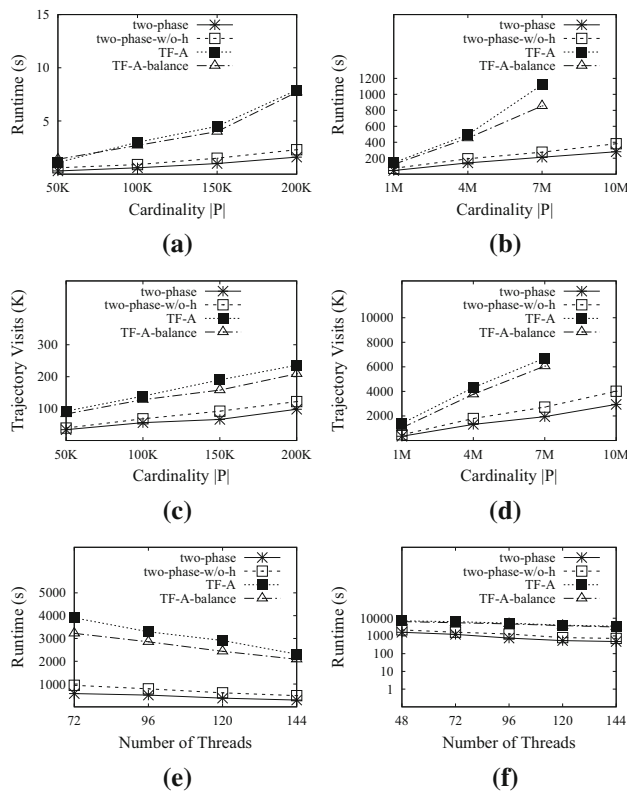 two-phase
two-phase-w/o-h
TF-A
TF-A-balance
15
10
5
Runtime (s)
50K 100K 150K 200K
Cardinality |P|
(a)
two-phase
two-phase-w/o-h
TF-A
TF-A-balance
1200
1000
800
600
400
200
Runtime (s)
1M 4M 7M 10M
Cardinality |P|
(b)
two-phase
two-phase-w/o-h
TF-A
TF-A-balance
300
200
100
Trajectory Visits (K)
50K 100K 150K 200K
Cardinality |P|
(c)
two-phase
two-phase-w/o-h
TF-A
TF-A-balance
10000
8000
6000
4000
2000
Trajectory Visits (K)
1M 4M 7M 10M
Cardinality |P|
(d)
two-phase
two-phase-w/o-h
TF-A
TF-A-balance
5000
4000
3000
2000
1000
Runtime (s)
72 96 120 144
Number of Threads
(e)
two-phase
two-phase-w/o-h
TF-A
TF-A-balance
10000
1000
100
10
1
Runtime (s)
48 72 96 120 144
Number of Threads
(f)